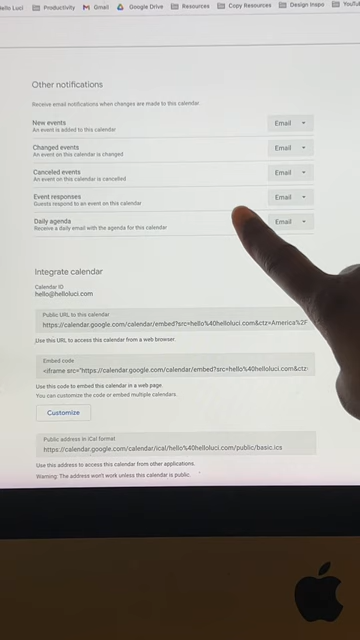 ello Luci Productivity Gmail Google Drive Resources Copy Resources Design Inspo YouTu
Other notifications
Receive email notifications when changes are made to this calendar.
New events
An event is added to this calendar
Email
Changed events
An event on this calendar is changed
Email
Canceled events
An event on this calendar is cancelled
Email
Event responses
Guests respond to an event on this calendar
Email
Daily agenda
Receive a daily email with the agenda for this calendar
Email
Integrate calendar
Calendar ID
hello@helloluci.com
Public URL to this calendar
https://calendar.google.com/calendar/embed?src=hello%40helloluci.com&ctz=America%2F
Use this URL to access this calendar from a web browser.
Embed code
<iframe src="https://calendar.google.com/calendar/embed?src=hello%40helloluci.com&ctz
Use this code to embed this calendar in a web page.
You can customize the code or embed multiple calendars.
Customize
Public address in iCal format
https://calendar.google.com/calendar/ical/hello%40helloluci.com/public/basic.ics
Use this address to access this calendar from other applications.
Warning: The address won't work unless this calendar is public.